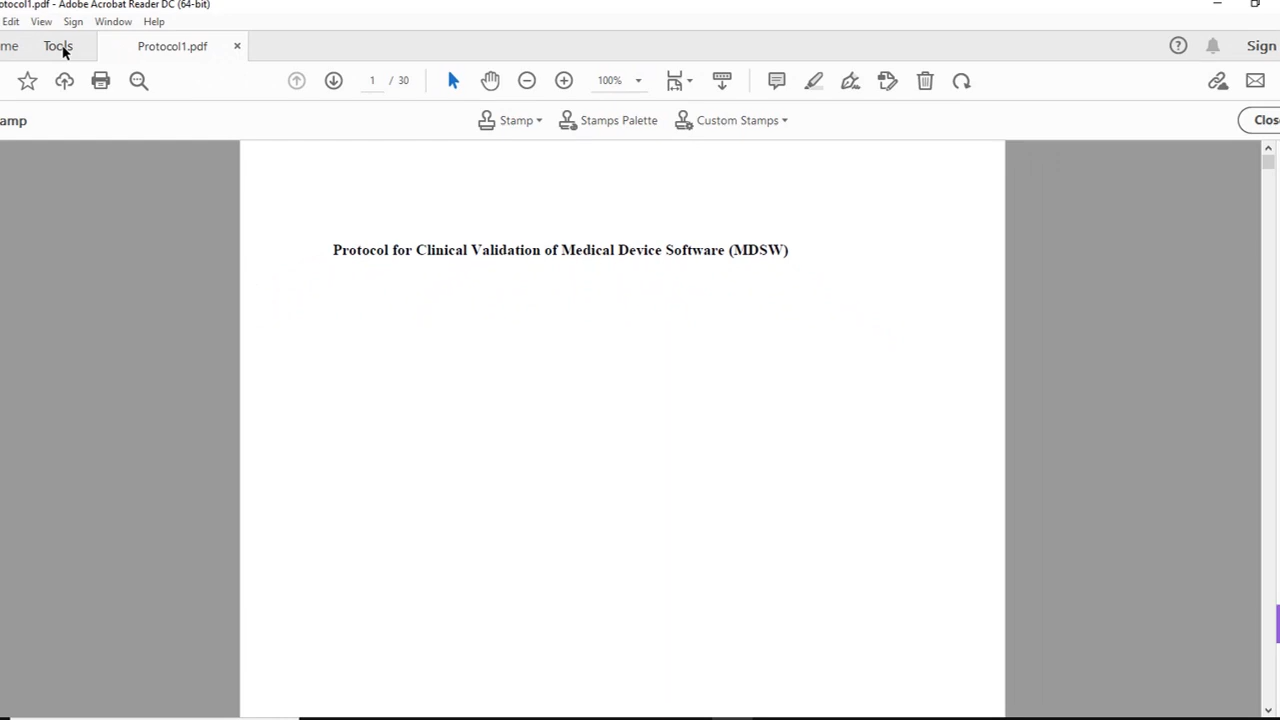 otocol1.pdf - Adobe Acrobat Reader DC (64-bit)
Edit View Sign Window Help
me Tools Protocol1.pdf × Sign
1 / 30 100%
amp Stamp Stamps Palette Custom Stamps Clos
Protocol for Clinical Validation of Medical Device Software (MDSW)